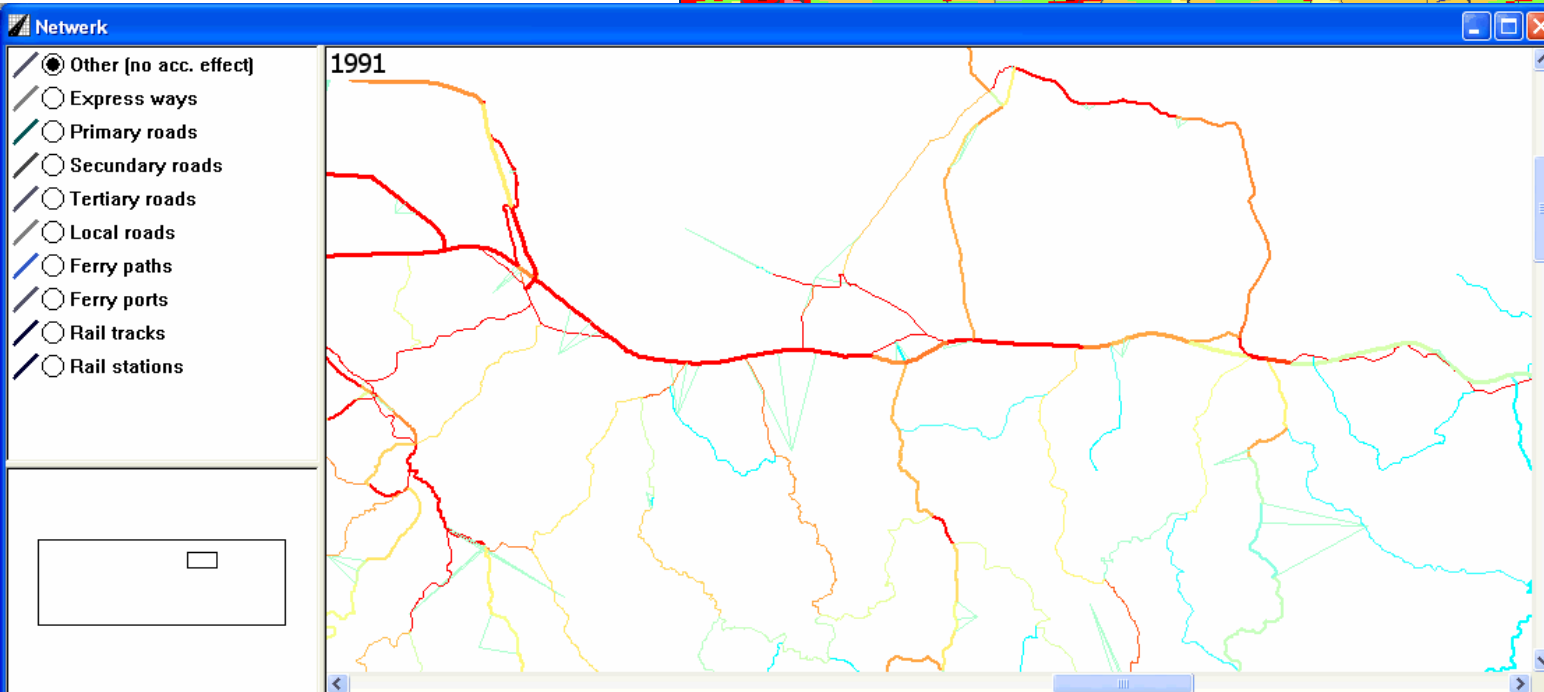 Netwerk
Other (no acc. effect)
Express ways
Primary roads
Secundary roads
Tertiary roads
Local roads
Ferry paths
Ferry ports
Rail tracks
Rail stations
1991